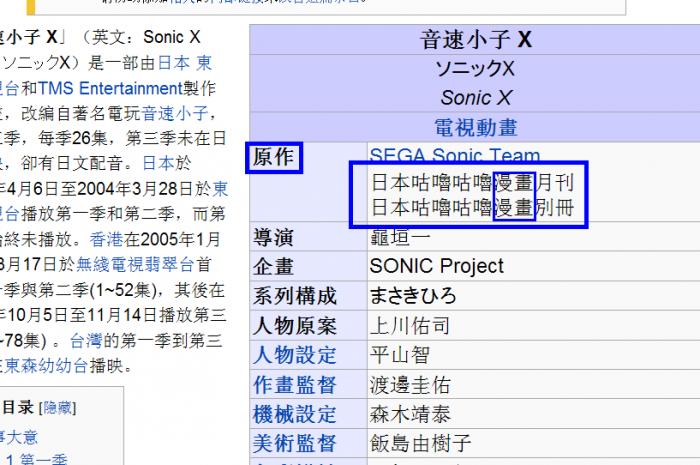 速小子 X」（英文：Sonic X
ソニックX）是一部由日本 東
視台和TMS Entertainment製作
，改編自著名電玩音速小子，
季，每季26集，第三季未在日
，卻有日文配音。日本於
年4月6日至2004年3月28日於東
台播放第一季和第二季，而第
始終未播放。香港在2005年1月
3月17日於無綫電視翡翠台首
季與第二季(1~52集)，其後在
年10月5日至11月14日播放第三
~78集) 。台灣的第一季到第三
東森幼幼台播映。
目录 [隐藏]
事大意
1 第一季
音速小子 X
ソニックX
Sonic X
電視動畫
原作 SEGA Sonic Team
日本咕嚕咕嚕漫畫月刊
日本咕嚕咕嚕漫畫別冊
導演 龜垣一
企畫 SONIC Project
系列構成 まさきひろ
人物原案 上川佑司
人物設定 平山智
作畫監督 渡邊圭佑
機械設定 森木靖泰
美術監督 飯島由樹子